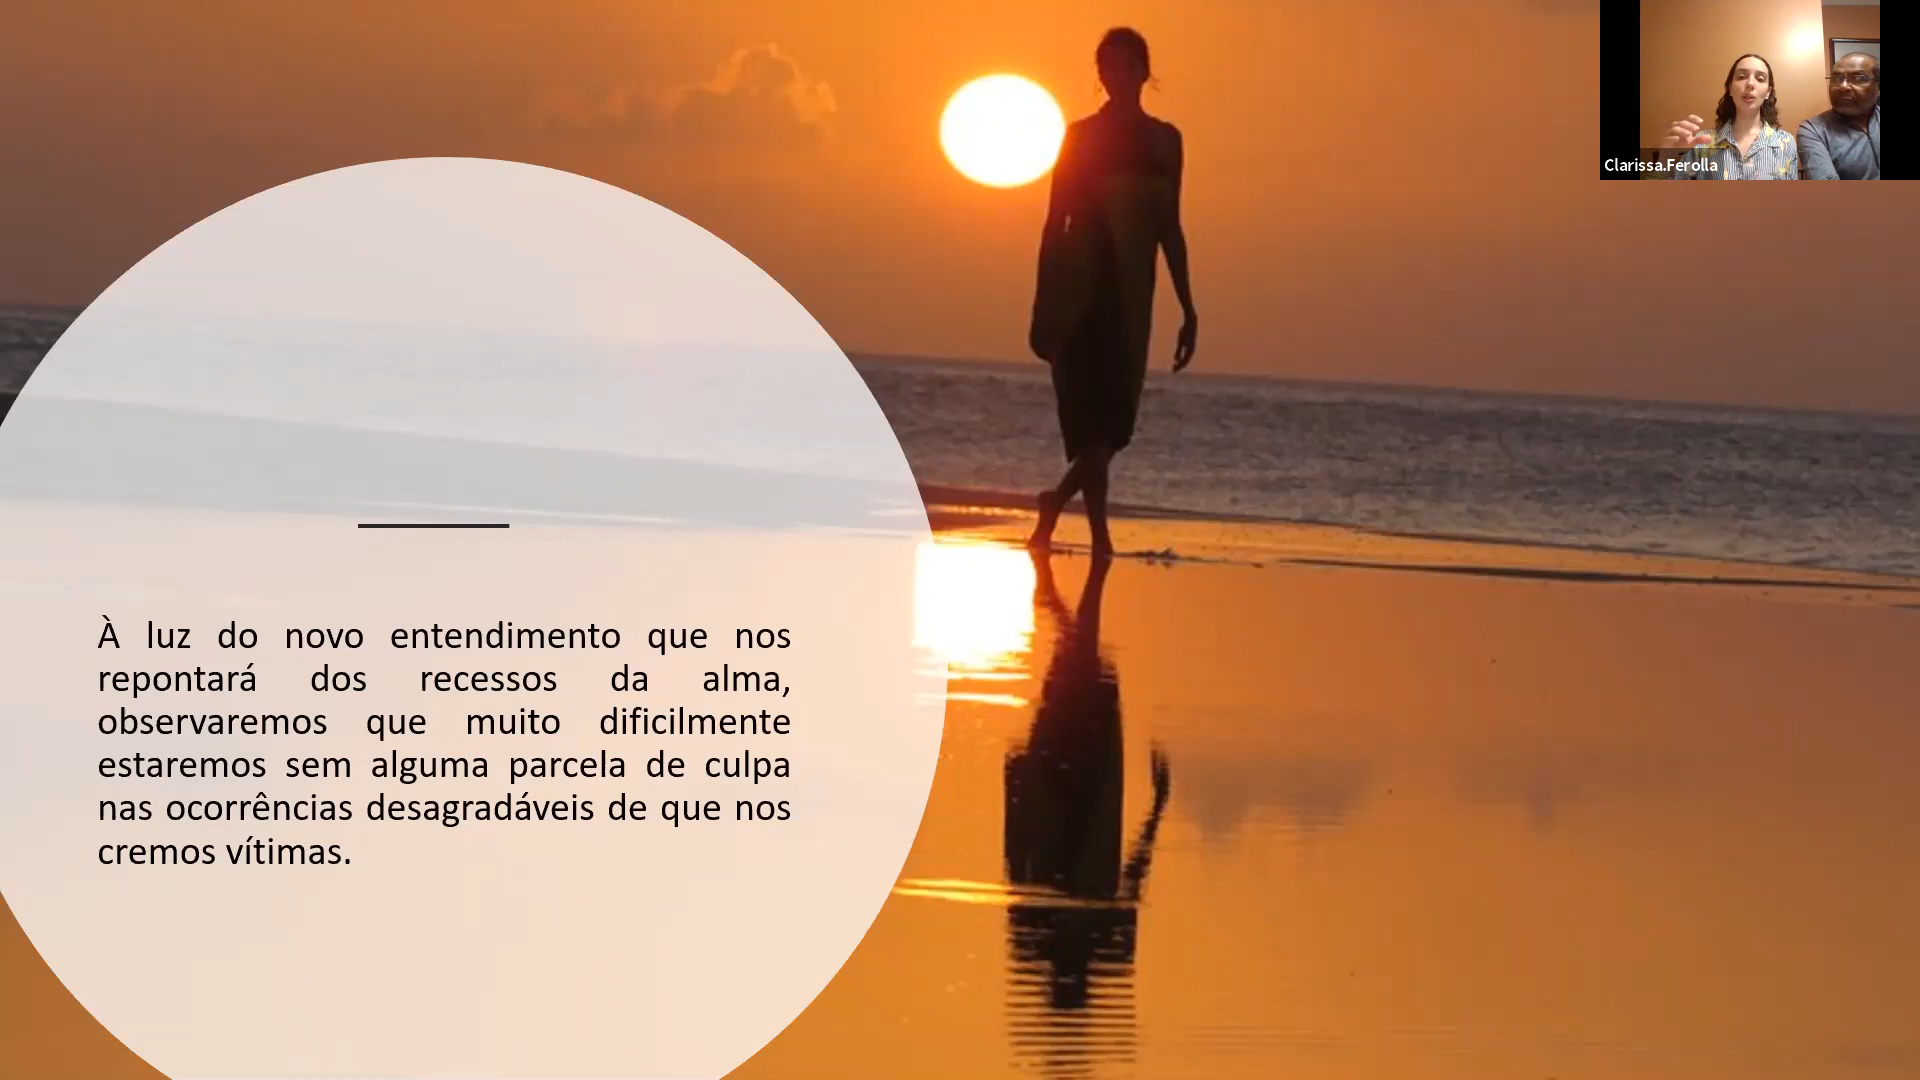 Clarissa.Ferolla
À luz do novo entendimento que nos
repontará dos recessos da alma,
observaremos que muito dificilmente
estaremos sem alguma parcela de culpa
nas ocorrências desagradáveis de que nos
cremos vítimas.